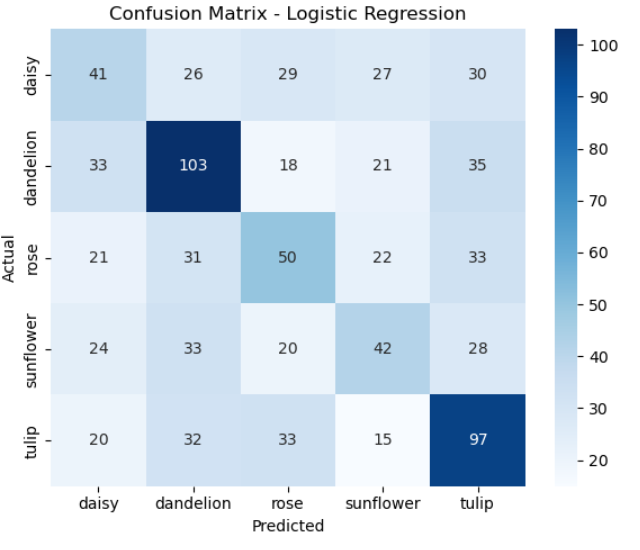 Confusion Matrix - Logistic Regression
daisy 41 26 29 27 30
dandelion 33 103 18 21 35
rose 21 31 50 22 33
sunflower 24 33 20 42 28
tulip 20 32 33 15 97
daisy dandelion rose sunflower tulip
Predicted
Actual
100
90
80
70
60
50
40
30
20